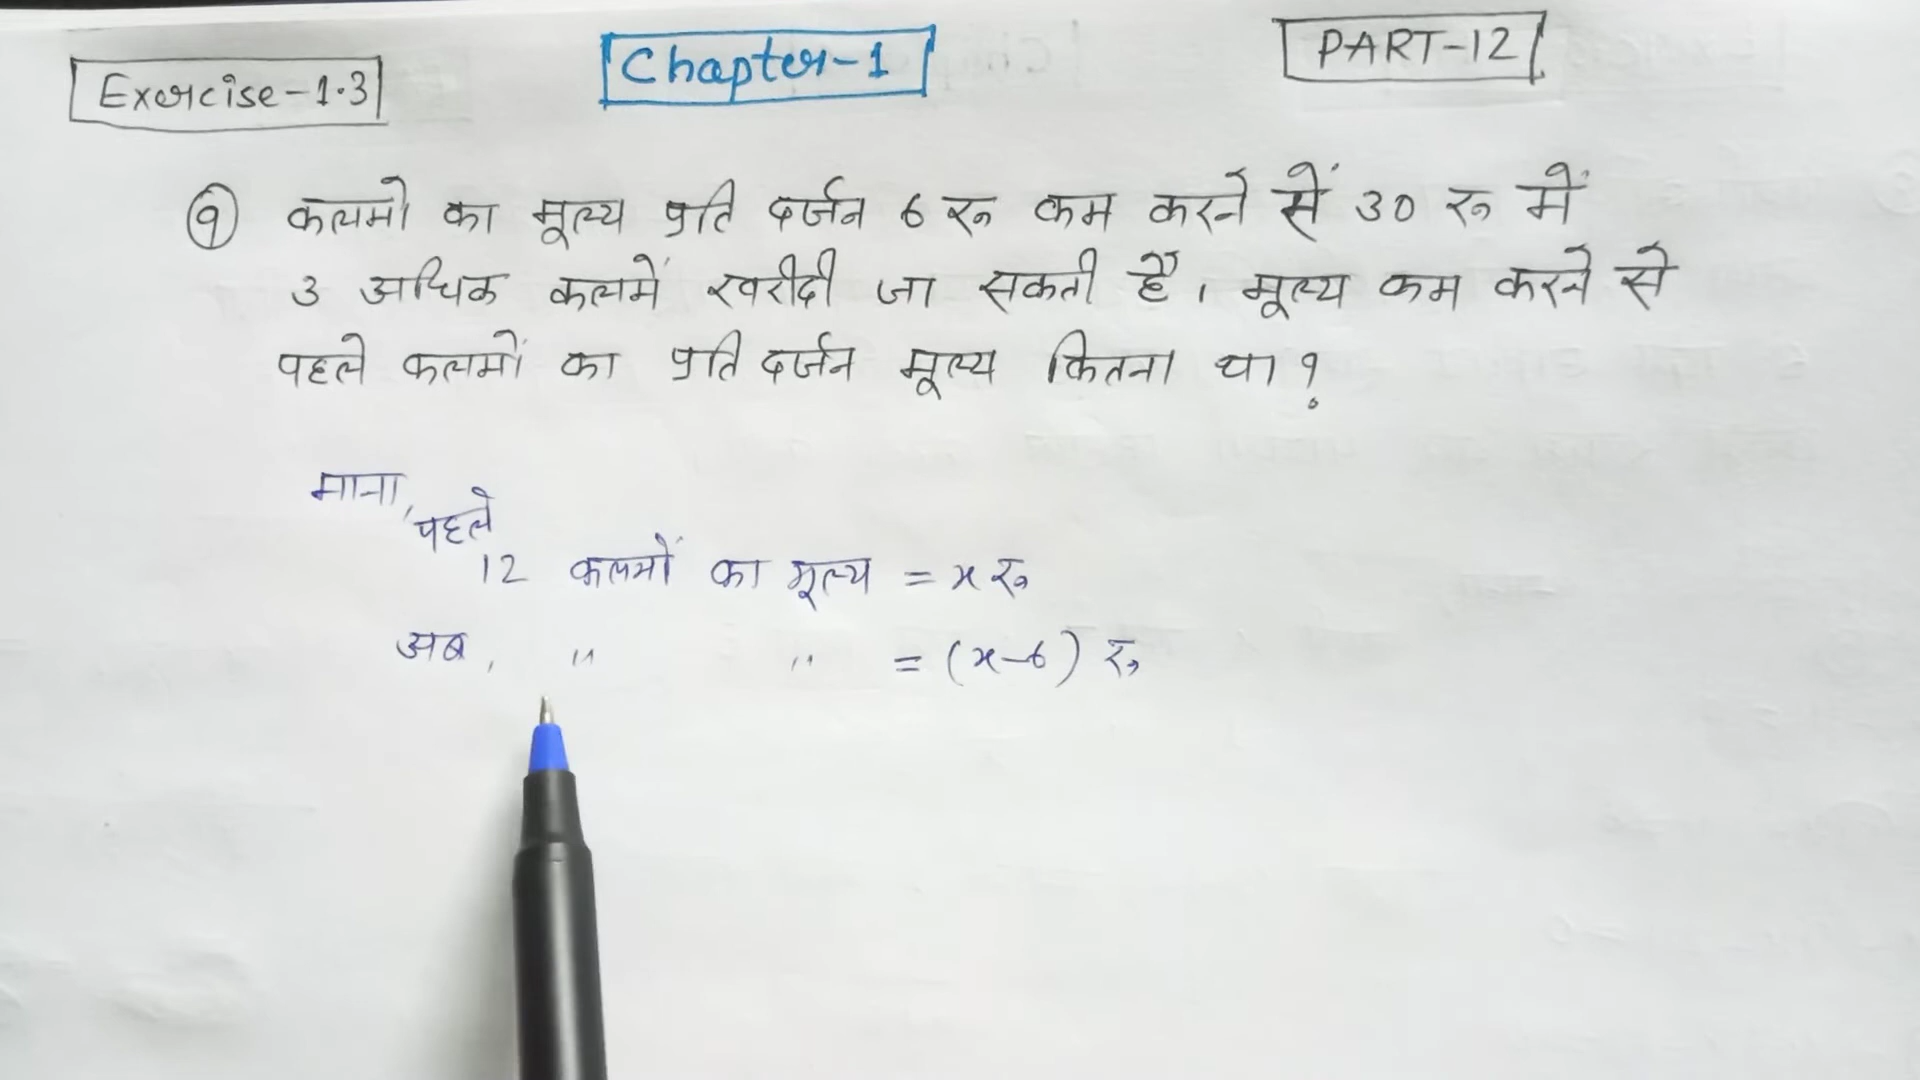 Exercise-1.3
Chapter-1
PART-12
9 कलमो का मूल्य प्रति दर्जन 6 रु कम करने सें 30 रु में
3 अधिक कलमें खरीदी जा सकती हैं, मूल्य कम करने से
पहले कलमों का प्रति दर्जन मूल्य कितना था?
माना,
पहले
12 कलमों का मूल्य = x रु
अब, " " = (x-6) रु